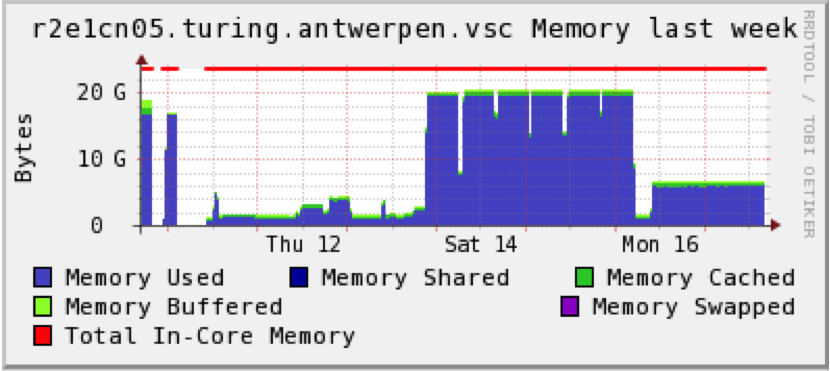 r2e1cn05.turing.antwerpen.vsc Memory last week
RRDTOOL / TOBI OETIKER
Bytes
20 G
10 G
0
Thu 12 Sat 14 Mon 16
Memory Used Memory Shared Memory Cached
Memory Buffered Memory Swapped
Total In-Core Memory